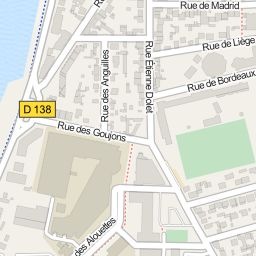 Rue de Madrid
Rue de Liège
Rue des Anguilles
Rue Étienne Dolet
Rue de Bordeaux
D 138
Rue des Goujons
des Alouettes